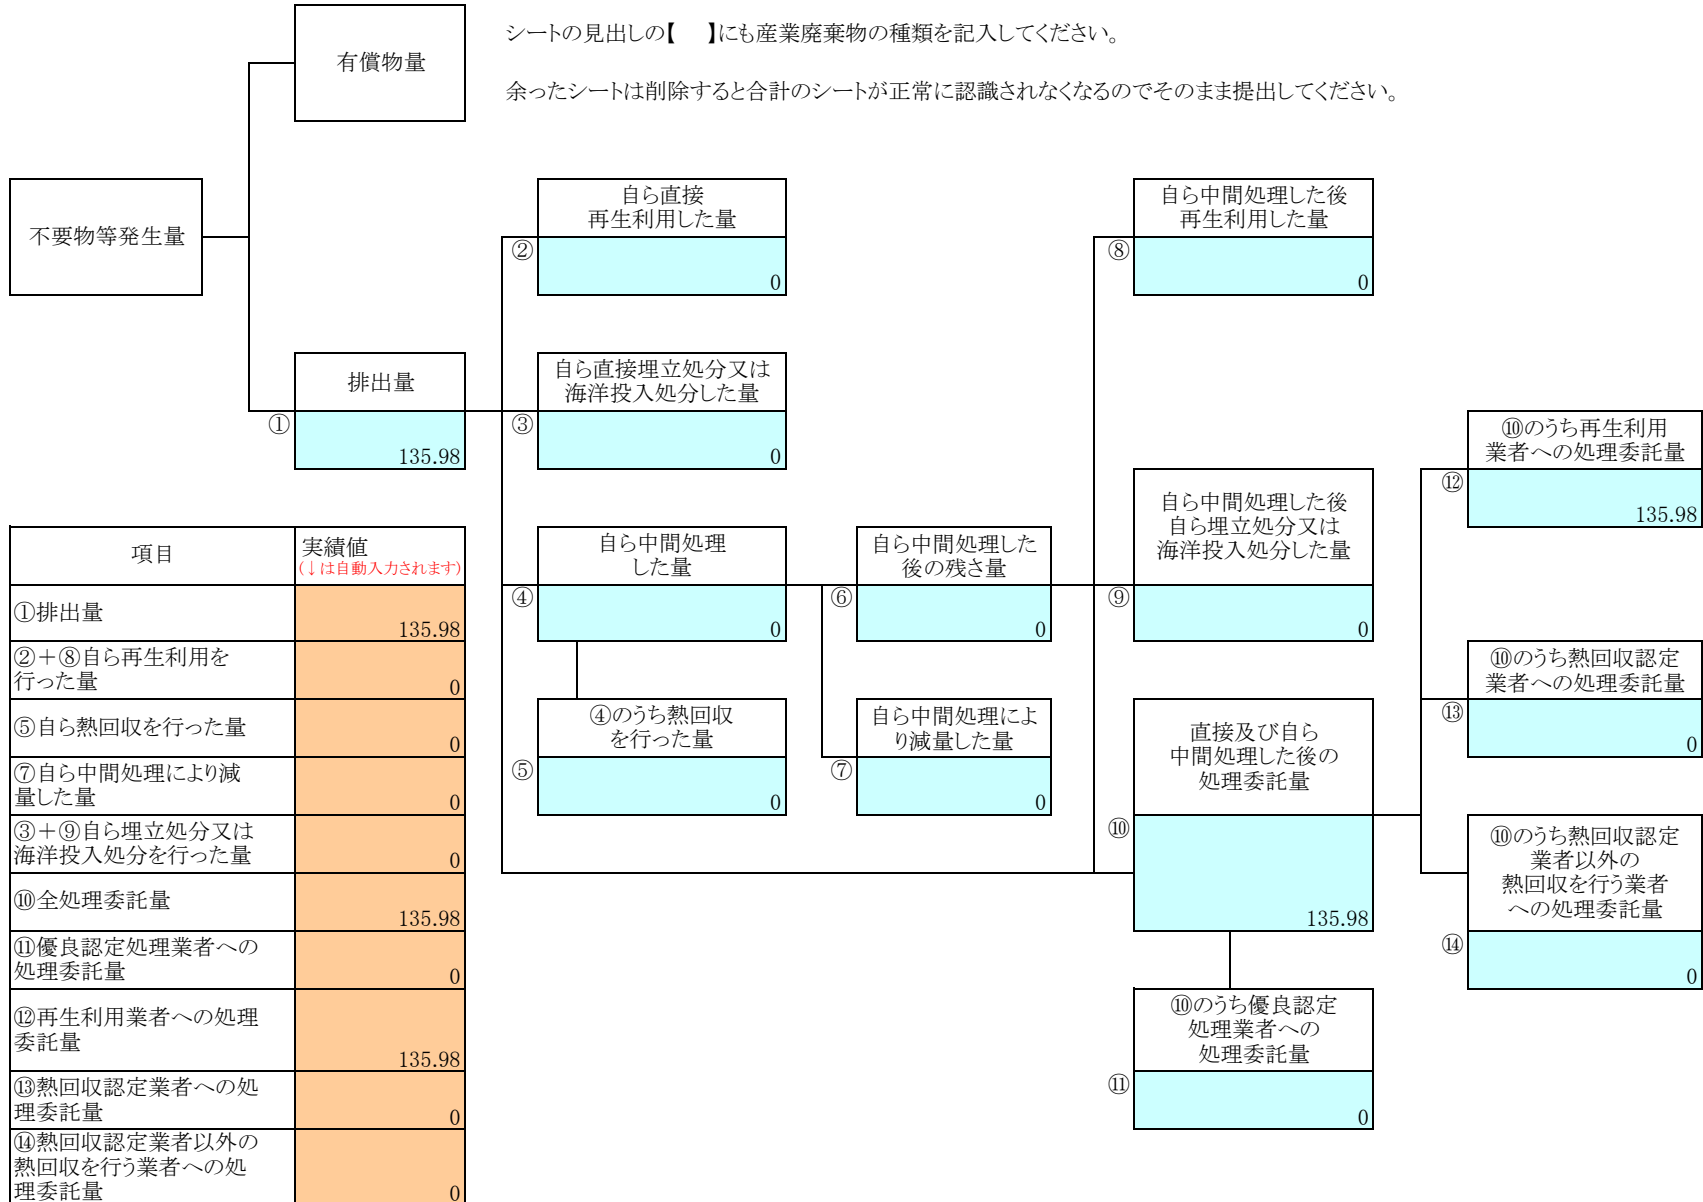 シートの見出しの【　】にも産業廃棄物の種類を記入してください。
余ったシートは削除すると合計のシートが正常に認識されなくなるのでそのまま提出してください。
有償物量
不要物等発生量
排出量
①
135.98
自ら直接
再生利用した量
②
0
自ら直接埋立処分又は
海洋投入処分した量
③
0
自ら中間処理
した量
④
0
④のうち熱回収
を行った量
⑤
0
自ら中間処理した
後の残さ量
⑥
0
自ら中間処理によ
り減量した量
⑦
0
自ら中間処理した後
再生利用した量
⑧
0
自ら中間処理した後
自ら埋立処分又は
海洋投入処分した量
⑨
0
直接及び自ら
中間処理した後の
処理委託量
⑩
135.98
⑩のうち優良認定
処理業者への
処理委託量
⑪
0
⑩のうち再生利用
業者への処理委託量
⑫
135.98
⑩のうち熱回収認定
業者への処理委託量
⑬
0
⑩のうち熱回収認定
業者以外の
熱回収を行う業者
への処理委託量
⑭
0
項目
実績値
(↓は自動入力されます)
①排出量
135.98
②＋⑧自ら再生利用を
行った量
0
⑤自ら熱回収を行った量
0
⑦自ら中間処理により減
量した量
0
③＋⑨自ら埋立処分又は
海洋投入処分を行った量
0
⑩全処理委託量
135.98
⑪優良認定処理業者への
処理委託量
0
⑫再生利用業者への処理
委託量
135.98
⑬熱回収認定業者への処
理委託量
0
⑭熱回収認定業者以外の
熱回収を行う業者への処
理委託量
0